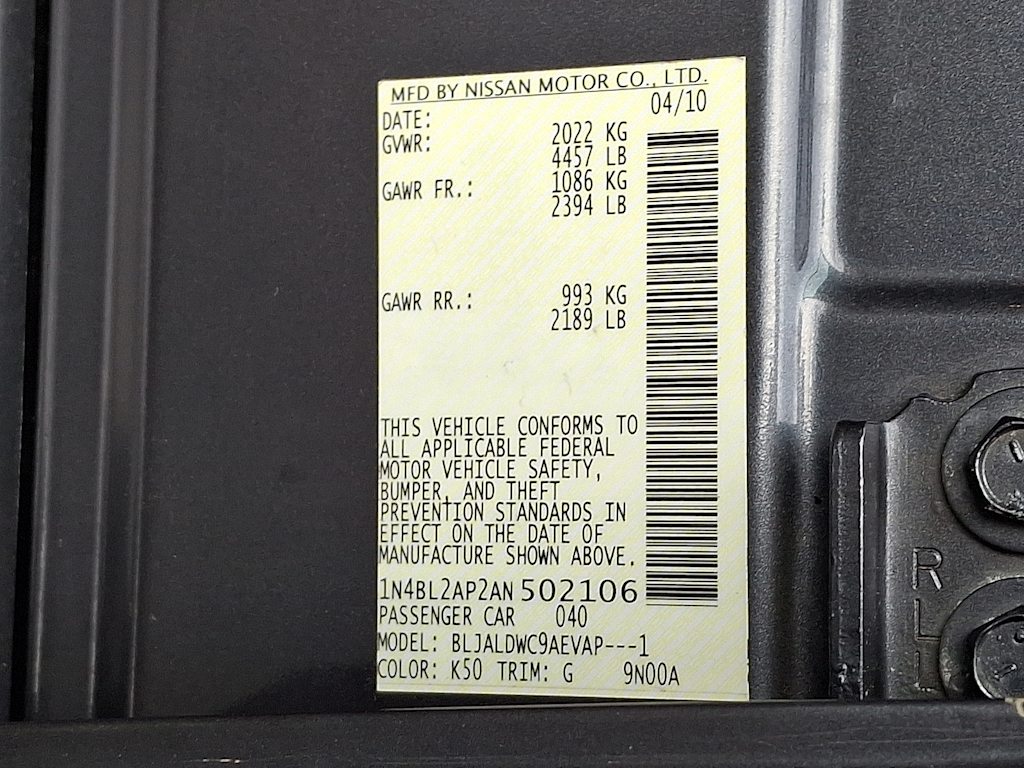 MFD BY NISSAN MOTOR CO., LTD.
DATE: 04/10
GVWR: 2022 KG
4457 LB
GAWR FR.: 1086 KG
2394 LB
GAWR RR.: 993 KG
2189 LB
THIS VEHICLE CONFORMS TO
ALL APPLICABLE FEDERAL
MOTOR VEHICLE SAFETY,
BUMPER, AND THEFT
PREVENTION STANDARDS IN
EFFECT ON THE DATE OF
MANUFACTURE SHOWN ABOVE.
1N4BL2AP2AN 502106
PASSENGER CAR 040
MODEL: BLJALDWC9AEVAP---1
COLOR: K50 TRIM: G 9N00A
R
L